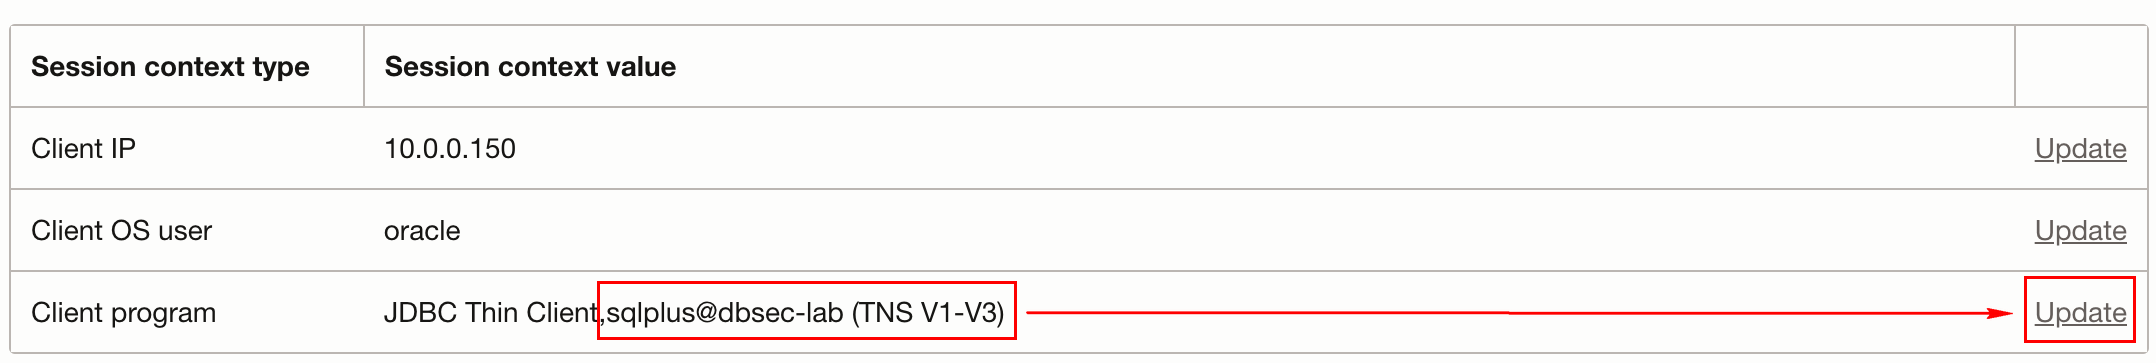 Session context type Session context value
Client IP 10.0.0.150 Update
Client OS user oracle Update
Client program JDBC Thin Client,sqlplus@dbsec-lab (TNS V1-V3) Update